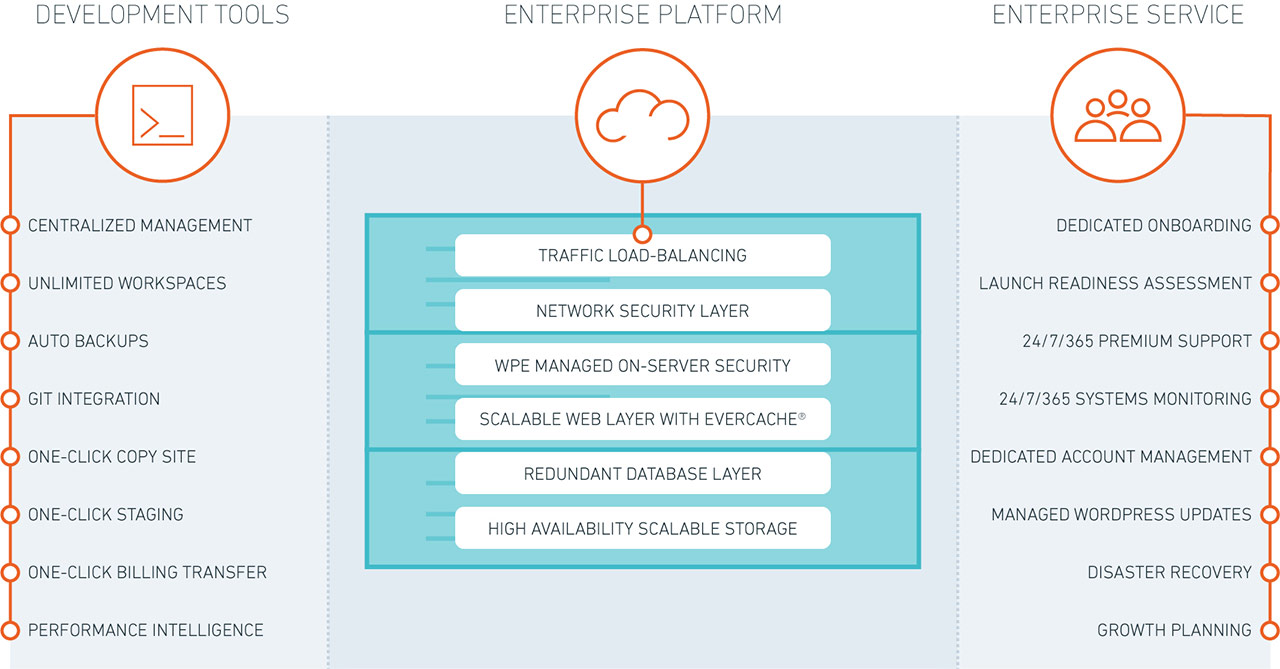 DEVELOPMENT TOOLS
CENTRALIZED MANAGEMENT
UNLIMITED WORKSPACES
AUTO BACKUPS
GIT INTEGRATION
ONE-CLICK COPY SITE
ONE-CLICK STAGING
ONE-CLICK BILLING TRANSFER
PERFORMANCE INTELLIGENCE
ENTERPRISE PLATFORM
TRAFFIC LOAD-BALANCING
NETWORK SECURITY LAYER
WPE MANAGED ON-SERVER SECURITY
SCALABLE WEB LAYER WITH EVERCACHE®
REDUNDANT DATABASE LAYER
HIGH AVAILABILITY SCALABLE STORAGE
ENTERPRISE SERVICE
DEDICATED ONBOARDING
LAUNCH READINESS ASSESSMENT
24/7/365 PREMIUM SUPPORT
24/7/365 SYSTEMS MONITORING
DEDICATED ACCOUNT MANAGEMENT
MANAGED WORDPRESS UPDATES
DISASTER RECOVERY
GROWTH PLANNING